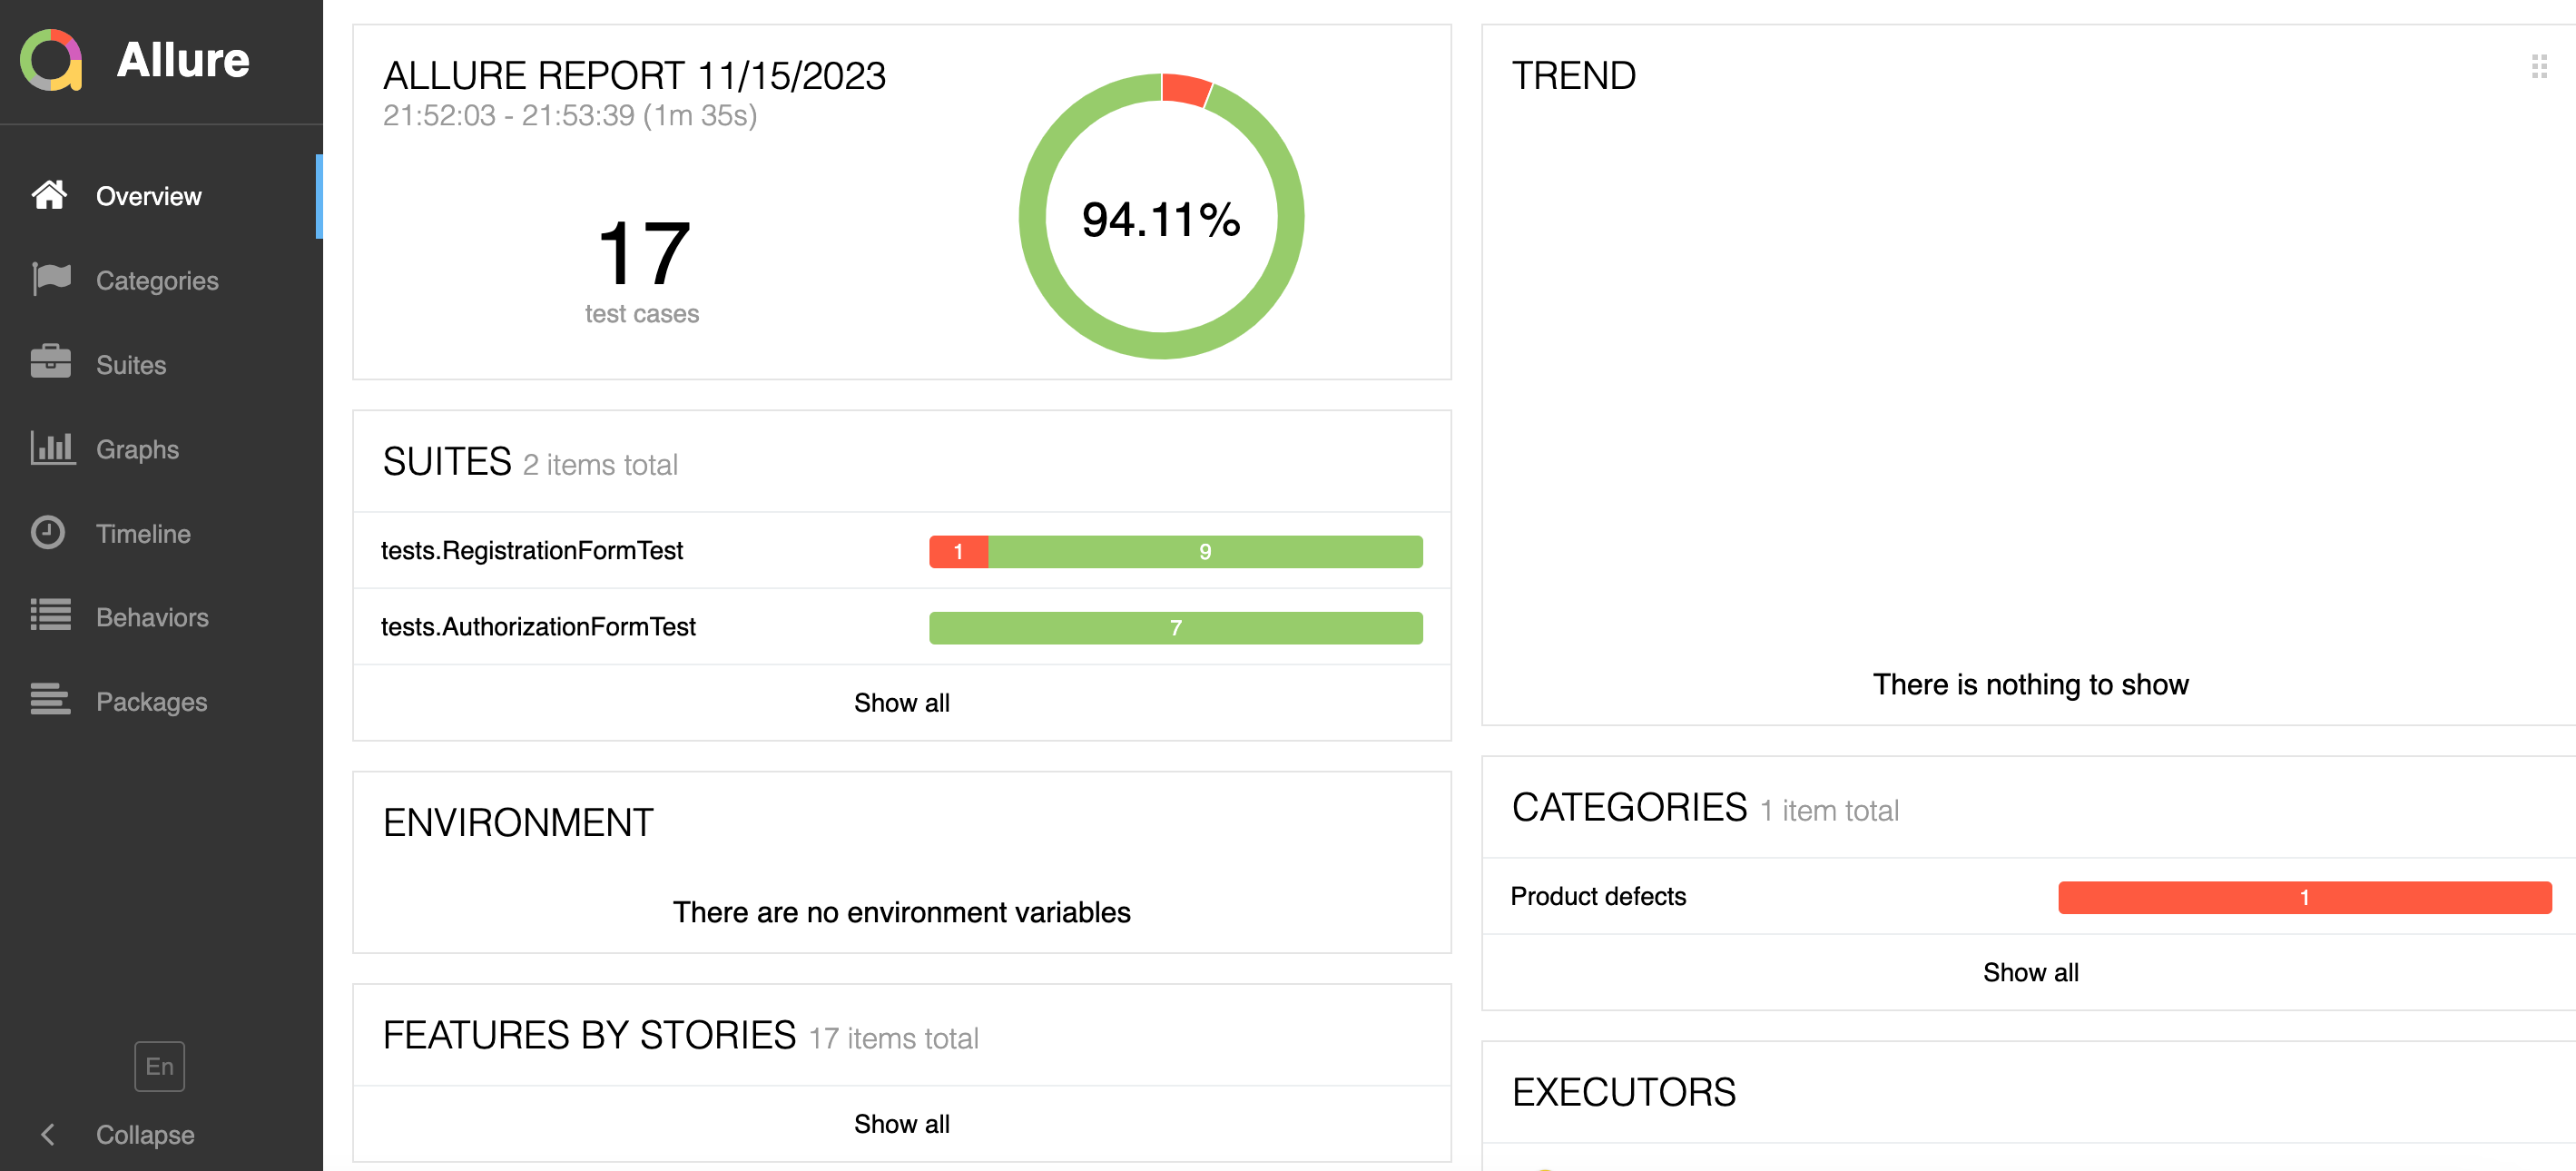 Allure
Overview
Categories
Suites
Graphs
Timeline
Behaviors
Packages
En
Collapse
ALLURE REPORT 11/15/2023
21:52:03 - 21:53:39 (1m 35s)
17
test cases
94.11%
SUITES 2 items total
tests.RegistrationFormTest 1 9
tests.AuthorizationFormTest 7
Show all
ENVIRONMENT
There are no environment variables
FEATURES BY STORIES 17 items total
Show all
TREND
There is nothing to show
CATEGORIES 1 item total
Product defects 1
Show all
EXECUTORS